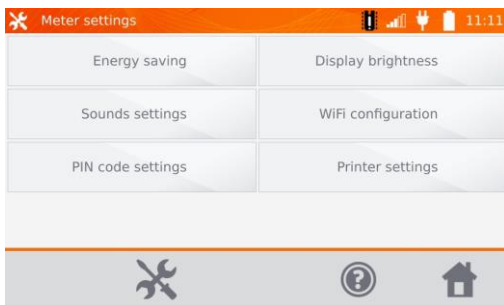 Meter settings 11:11
Energy saving Display brightness
Sounds settings WiFi configuration
PIN code settings Printer settings